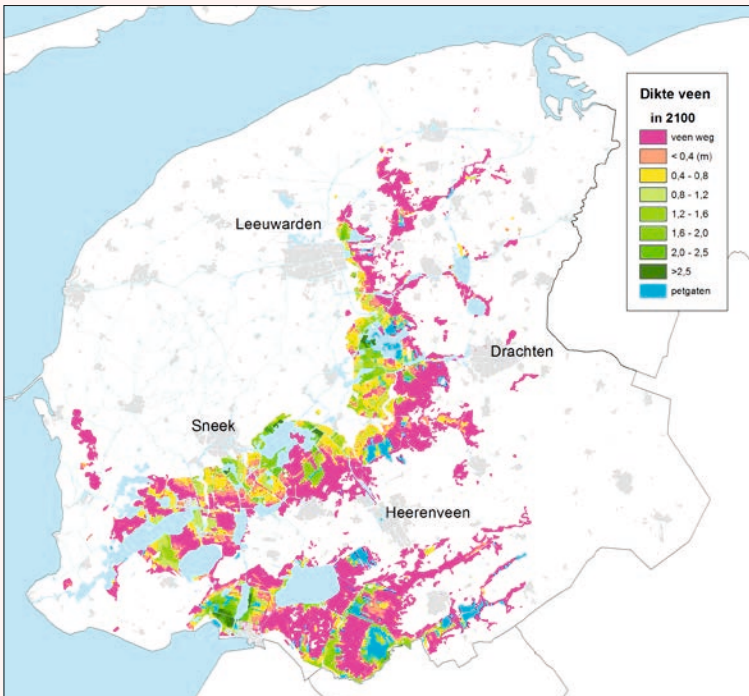 Dikte veen
in 2100
veen weg
< 0,4 (m)
0,4 - 0,8
0,8 - 1,2
1,2 - 1,6
1,6 - 2,0
2,0 - 2,5
>2,5
petgaten
Leeuwarden
Drachten
Sneek
Heerenveen